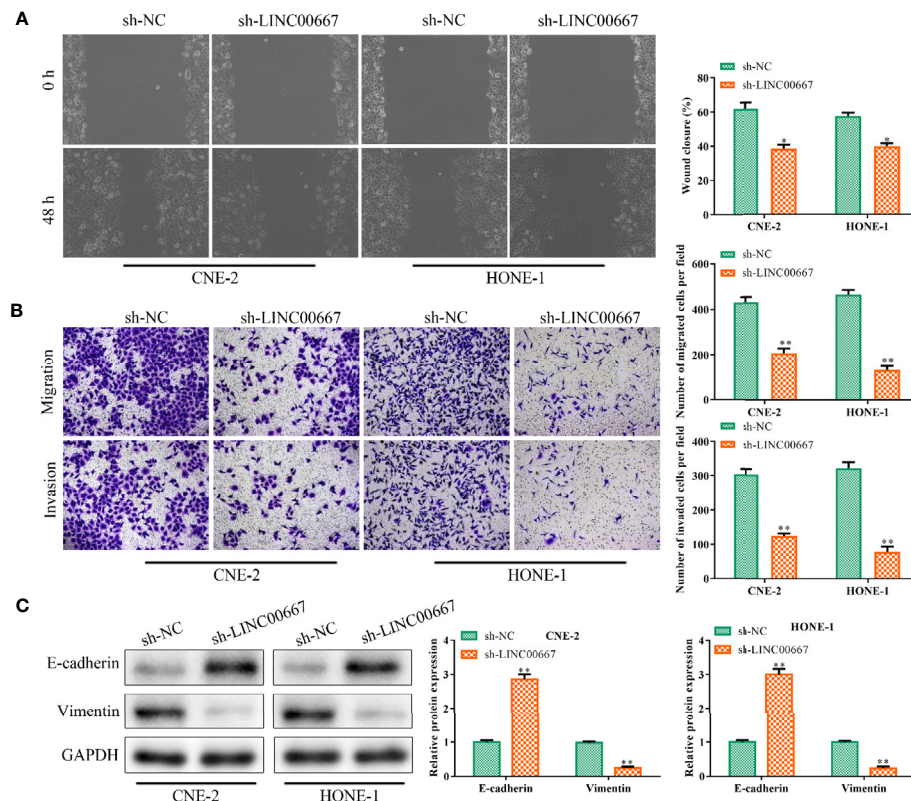 A
sh-NC sh-LINC00667 sh-NC sh-LINC00667
0 h
48 h
CNE-2 HONE-1
sh-NC
sh-LINC00667
Wound closure (%)
80
60
40
20
0
* *
CNE-2 HONE-1
B
sh-NC sh-LINC00667 sh-NC sh-LINC00667
Migration
Invasion
CNE-2 HONE-1
sh-NC
sh-LINC00667
Number of migrated cells per field
600
400
200
0
** **
CNE-2 HONE-1
sh-NC
sh-LINC00667
Number of invaded cells per field
400
300
200
100
0
** **
CNE-2 HONE-1
C
sh-NC sh-LINC00667 sh-NC sh-LINC00667
E-cadherin
Vimentin
GAPDH
CNE-2 HONE-1
sh-NC CNE-2
sh-LINC00667
Relative protein expression
4
3
2
1
0
** **
E-cadherin Vimentin
sh-NC HONE-1
sh-LINC00667
Relative protein expression
4
3
2
1
0
** **
E-cadherin Vimentin